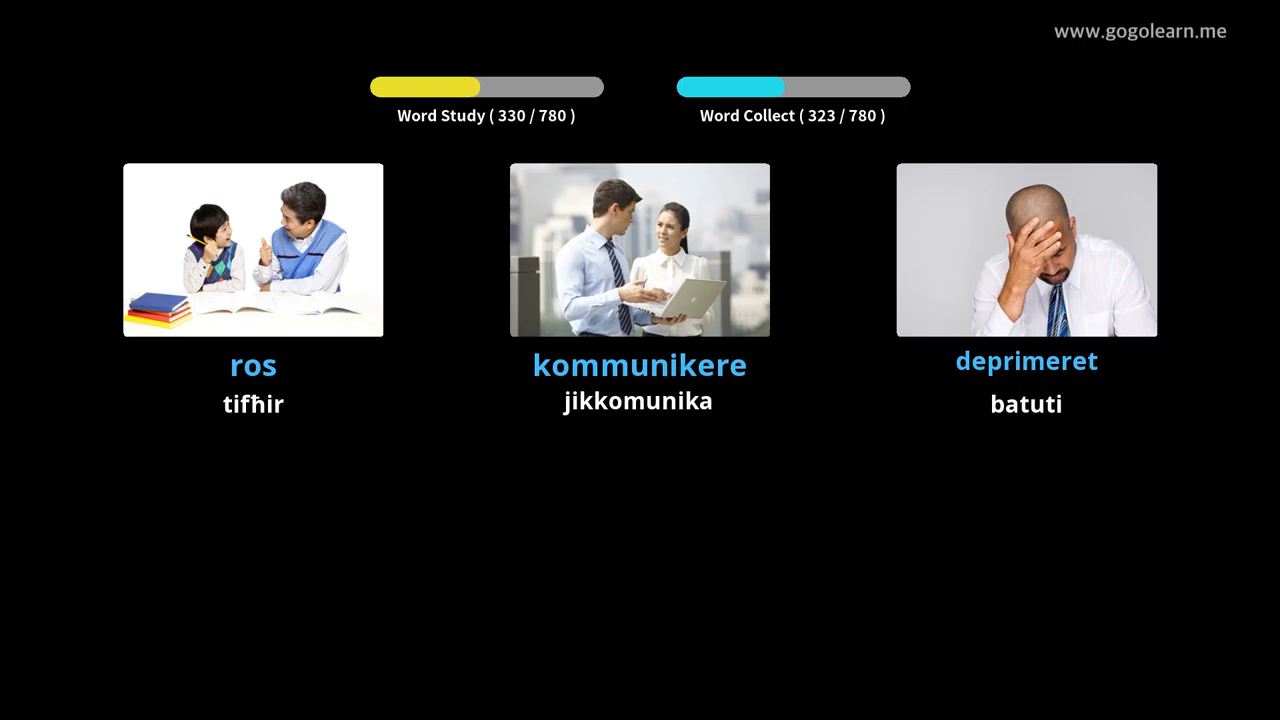 www.gogolearn.me
Word Study ( 330 / 780 )
Word Collect ( 323 / 780 )
ros
kommunikere
deprimeret
tifħir
jikkomunika
batuti